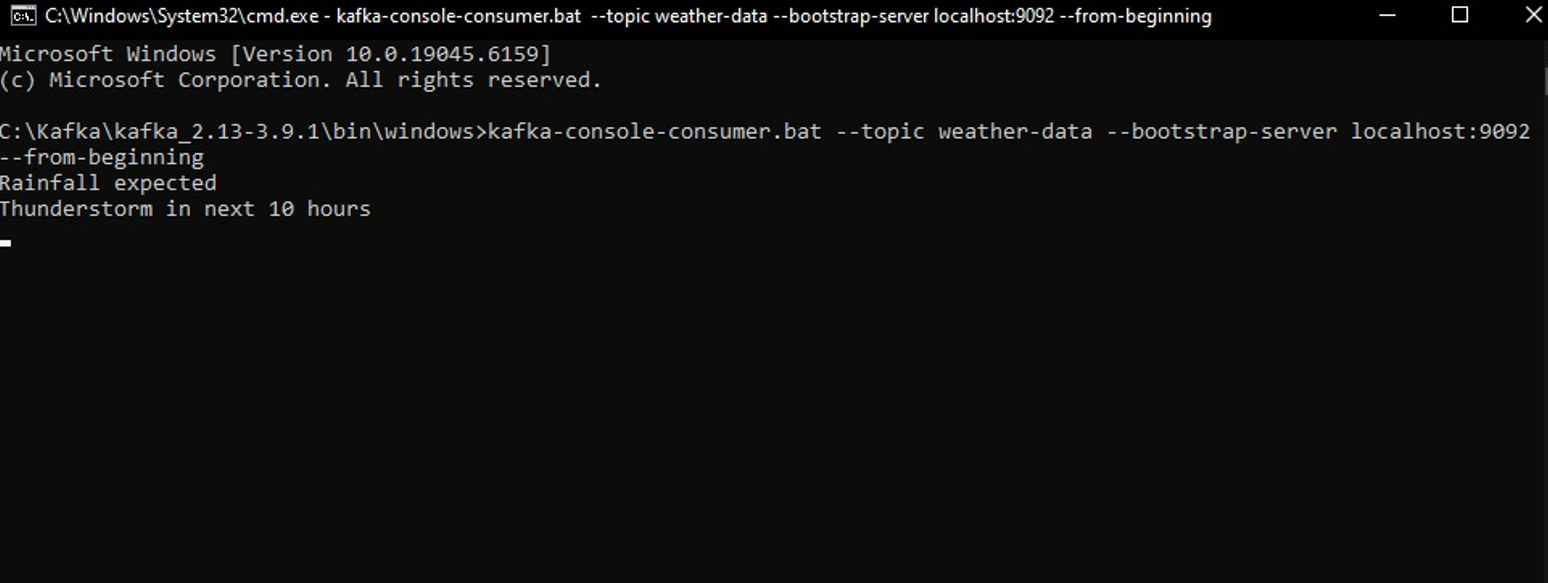 C:\Windows\System32\cmd.exe - kafka-console-consumer.bat  --topic weather-data --bootstrap-server localhost:9092 --from-beginning
Microsoft Windows [Version 10.0.19045.6159]
(c) Microsoft Corporation. All rights reserved.
C:\Kafka\kafka_2.13-3.9.1\bin\windows>kafka-console-consumer.bat --topic weather-data --bootstrap-server localhost:9092
--from-beginning
Rainfall expected
Thunderstorm in next 10 hours